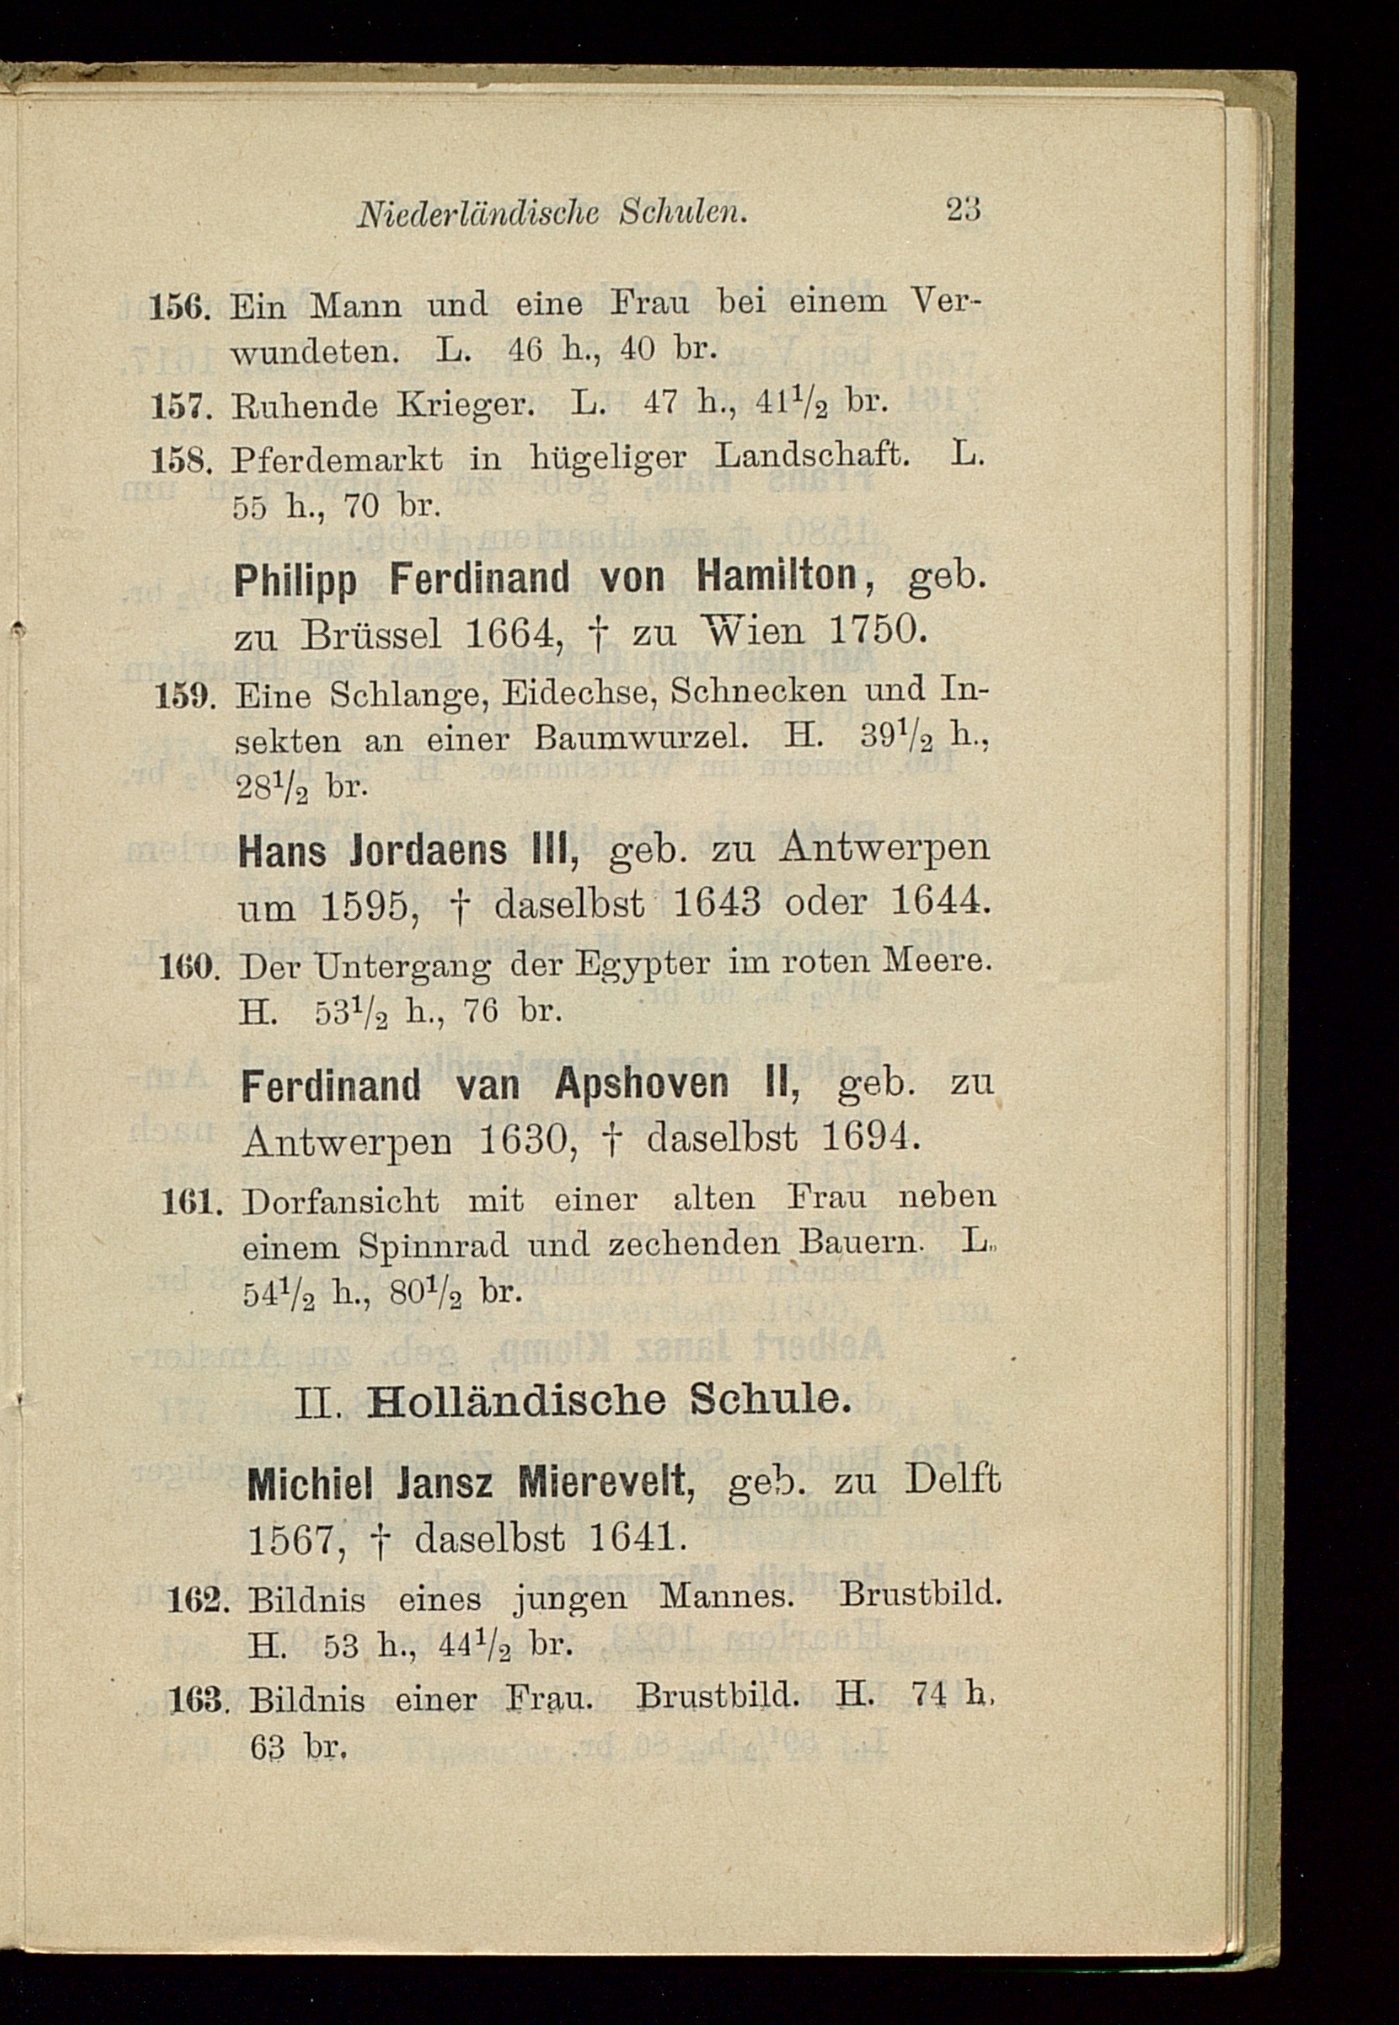 Niederländische Schulen. 23
156. Ein Mann und eine Frau bei einem Ver-
wundeten. L. 46 h., 40 br.
157. Ruhende Krieger. L. 47 h., 41½ br.
158. Pferdemarkt in hügeliger Landschaft. L.
55 h., 70 br.
Philipp Ferdinand von Hamilton, geb.
zu Brüssel 1664, † zu Wien 1750.
159. Eine Schlange, Eidechse, Schnecken und In-
sekten an einer Baumwurzel. H. 39½ h.,
28½ br.
Hans Jordaens III, geb. zu Antwerpen
um 1595, † daselbst 1643 oder 1644.
160. Der Untergang der Egypter im roten Meere.
H. 53½ h., 76 br.
Ferdinand van Apshoven II, geb. zu
Antwerpen 1630, † daselbst 1694.
161. Dorfansicht mit einer alten Frau neben
einem Spinnrad und zechenden Bauern. L.
54½ h., 80½ br.
II. Holländische Schule.
Michiel Jansz Mierevelt, geb. zu Delft
1567, † daselbst 1641.
162. Bildnis eines jungen Mannes. Brustbild.
H. 53 h., 44½ br.
163. Bildnis einer Frau. Brustbild. H. 74 h.
63 br.